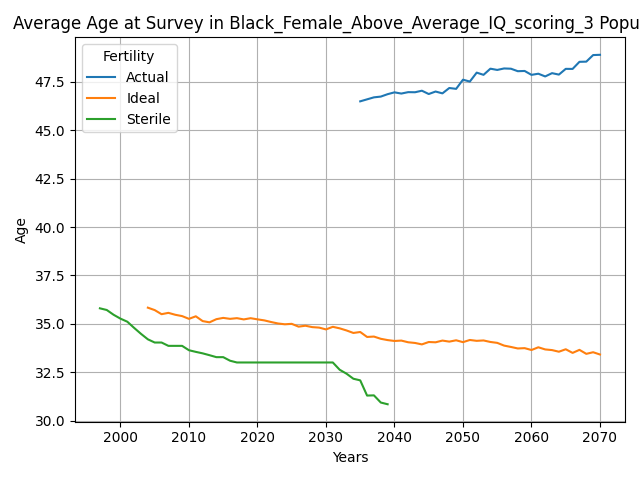 Average Age at Survey in Black_Female_Above_Average_IQ_scoring_3 Popu
Fertility
Actual
Ideal
Sterile
47.5
45.0
42.5
40.0
37.5
35.0
32.5
30.0
Age
2000 2010 2020 2030 2040 2050 2060 2070
Years